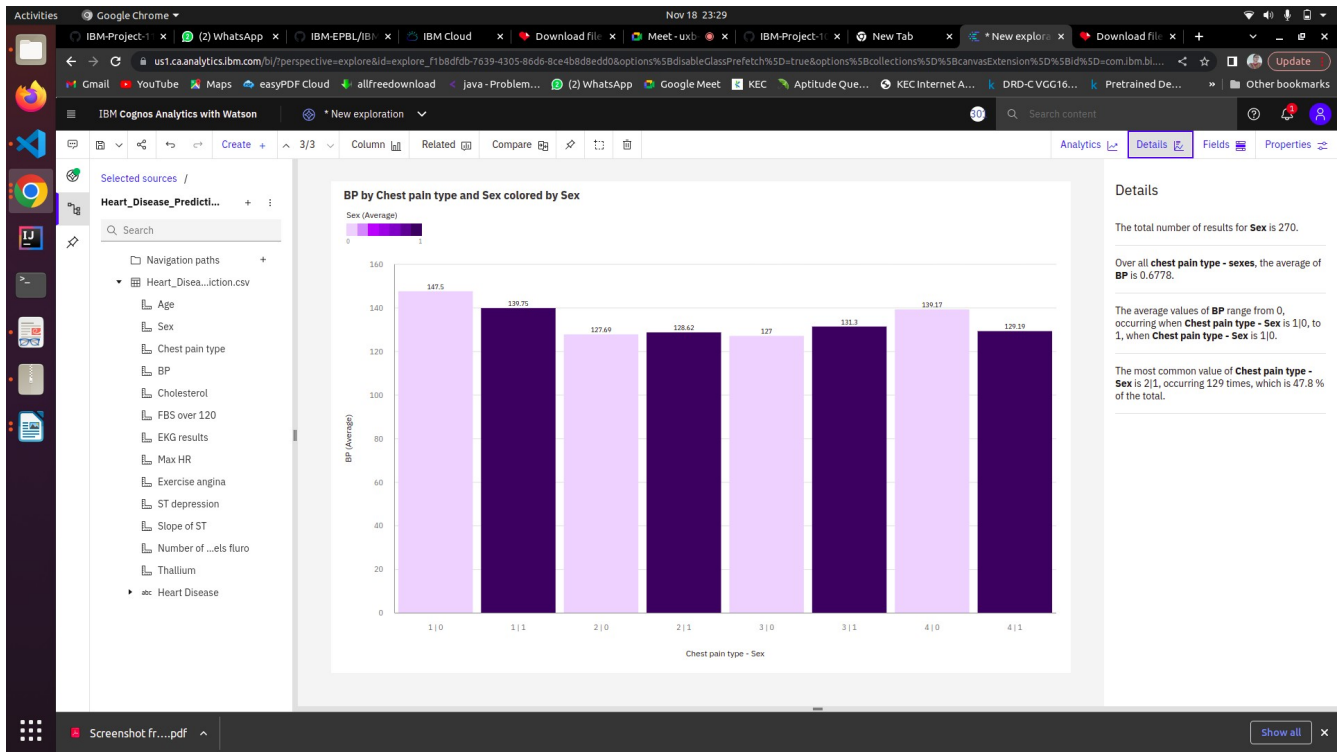 Activities
Google Chrome
Nov 18 23:29
IBM-Project-1
(2) WhatsApp
IBM-EPBL/IBM
IBM Cloud
Download file
Meet - uxb
IBM-Project-1
New Tab
*New explora
Download file
us1.ca.analytics.ibm.com/bi/?perspective=explore&id=explore_f1b8dfdb-7639-4305-86d6-8ce4b8d8edd0&options%5BdisableGlassPrefetch%5D=true&options%5Bcollections%5D%5BcanvasExtension%5D%5Bid%5D=com.ibm.bi....
Update
Gmail
YouTube
Maps
easyPDF Cloud
allfreedownload
java - Problem...
(2) WhatsApp
Google Meet
KEC
Aptitude Que...
KEC Internet A...
DRD-C VGG16...
Pretrained De...
»
Other bookmarks
IBM Cognos Analytics with Watson
* New exploration
30
Search content
1
Create +
3/3
Column
Related
Compare
Analytics
Details
Fields
Properties
Selected sources /
Heart_Disease_Predicti...
Search
Navigation paths
Heart_Disea...iction.csv
Age
Sex
Chest pain type
BP
Cholesterol
FBS over 120
EKG results
Max HR
Exercise angina
ST depression
Slope of ST
Number of ...els fluro
Thallium
abc Heart Disease
BP by Chest pain type and Sex colored by Sex
Sex (Average)
0 1
BP (Average)
160
140
120
100
80
60
40
20
0
147.5
139.75
127.69
128.62
127
131.3
139.17
129.19
1 | 0
1 | 1
2 | 0
2 | 1
3 | 0
3 | 1
4 | 0
4 | 1
Chest pain type - Sex
Details
The total number of results for Sex is 270.
Over all chest pain type - sexes, the average of
BP is 0.6778.
The average values of BP range from 0,
occurring when Chest pain type - Sex is 1|0, to
1, when Chest pain type - Sex is 1|0.
The most common value of Chest pain type -
Sex is 2|1, occurring 129 times, which is 47.8 %
of the total.
Screenshot fr....pdf
Show all